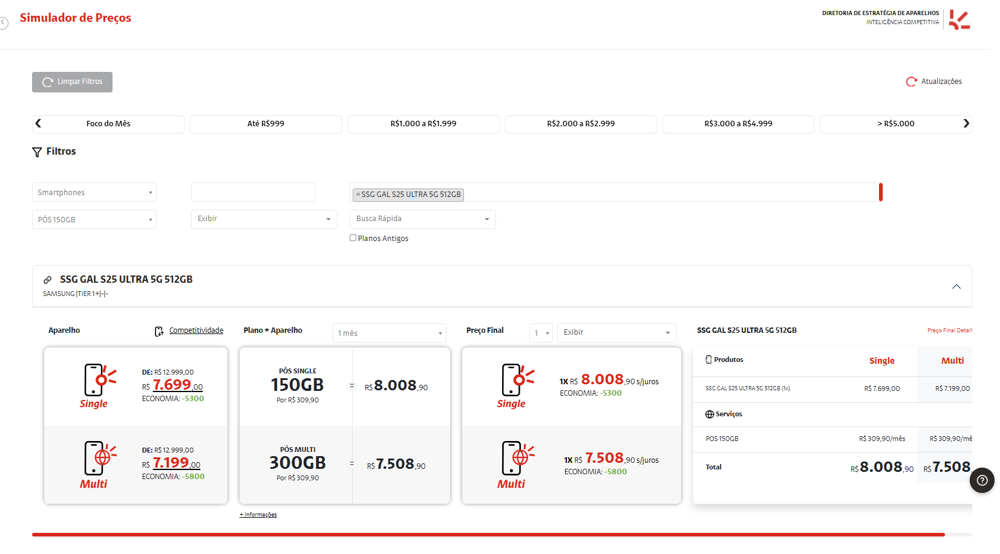 Simulador de Preços
DIRETORIA DE ESTRATÉGIA DE APARELHOS
INTELIGÊNCIA COMPETITIVA
Limpar Filtros
Atualizações
Foco do Mês
Até R$999
R$1.000 a R$1.999
R$2.000 a R$2.999
R$3.000 a R$4.999
> R$5.000
Filtros
Smartphones
×SSG GAL S25 ULTRA 5G 512GB
PÓS 150GB
Exibir
Busca Rápida
Planos Antigos
SSG GAL S25 ULTRA 5G 512GB
SAMSUNG|TIER 1+|-|-
Aparelho
Competitividade
Single
DE: R$ 12.999,00
R$ 7.699,00
ECONOMIA: -5300
Multi
DE: R$ 12.999,00
R$ 7.199,00
ECONOMIA: -5800
Plano + Aparelho
1 mês
PÓS SINGLE
150GB
Por R$ 309,90
=
R$ 8.008,90
PÓS MULTI
300GB
Por R$ 309,90
=
R$ 7.508,90
+ Informações
Preço Final
1
Exibir
Single
1X R$ 8.008,90 s/juros
ECONOMIA: -5300
Multi
1X R$ 7.508,90 s/juros
ECONOMIA: -5800
SSG GAL S25 ULTRA 5G 512GB
Preço Final Detalh
Produtos
Single
Multi
SSG GAL S25 ULTRA 5G 512GB (1x)
R$ 7.699,00
R$ 7.199,00
Serviços
POS 150GB
R$ 309,90/mês
R$ 309,90/mê
Total
R$ 8.008,90
R$ 7.508,